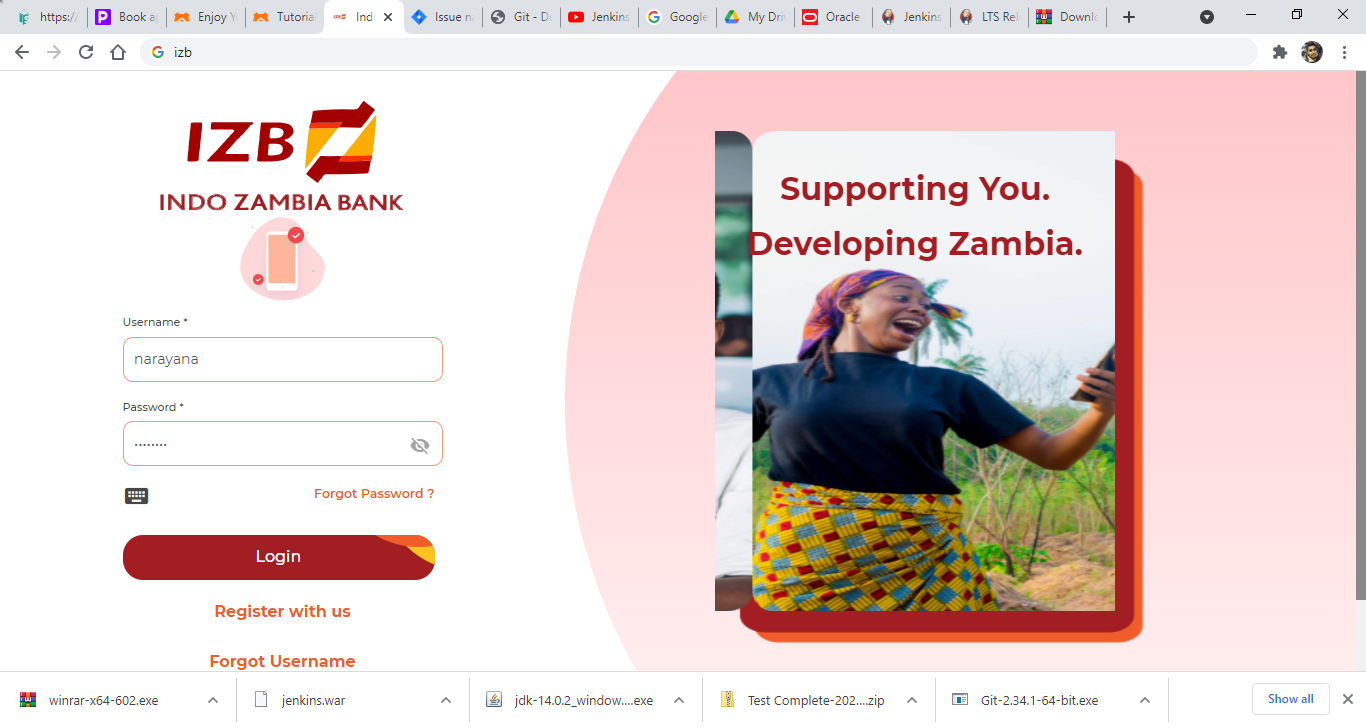 https:/
Book a
Enjoy Y
Tutoria
Ind
Issue na
Git - D
Jenkins
Google
My Dri
Oracle
Jenkins
LTS Rel
Downlo
izb
IZB
INDO ZAMBIA BANK
Username *
narayana
Password *
Forgot Password ?
Login
Register with us
Forgot Username
Supporting You.
Developing Zambia.
winrar-x64-602.exe
jenkins.war
jdk-14.0.2_window....exe
Test Complete-202....zip
Git-2.34.1-64-bit.exe
Show all